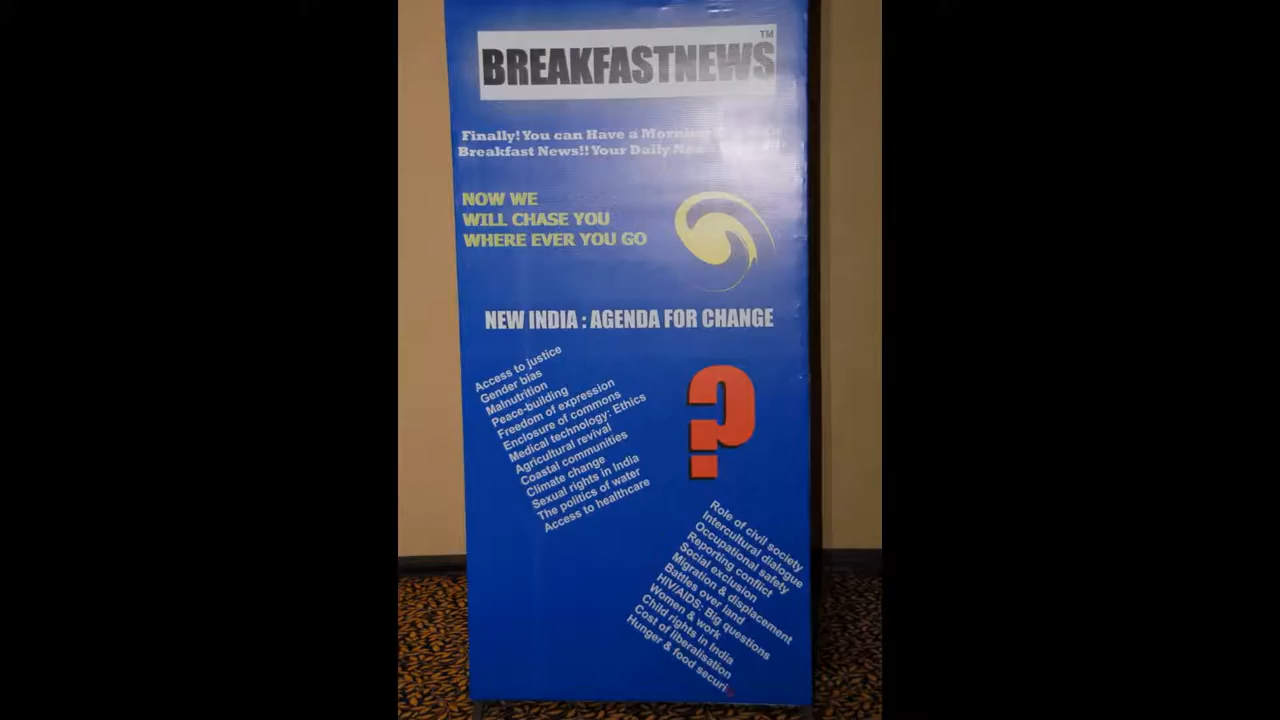 BREAKFASTNEWS
TM
Finally! You can Have a Morning
Breakfast News!! Your Daily
NOW WE
WILL CHASE YOU
WHERE EVER YOU GO
NEW INDIA : AGENDA FOR CHANGE
Access to justice
Gender bias
Malnutrition
Peace-building
Freedom of expression
Enclosure of commons
Medical technology: Ethics
Agricultural revival
Coastal communities
Climate change
Sexual rights in India
The politics of water
Access to healthcare
?
Role of civil society
Intercultural dialogue
Occupational safety
Reporting conflict
Social exclusion
Migration & displacement
Battles over land
HIV/AIDS: Big questions
Women & work
Child rights in India
Cost of liberalisation
Hunger & food securi